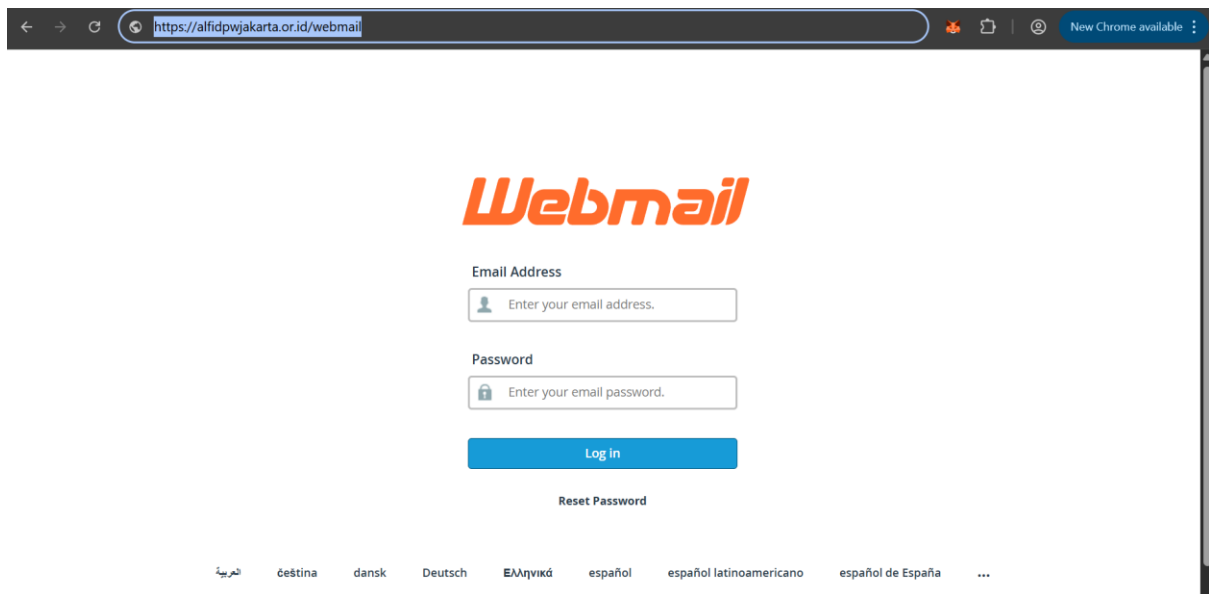 https://alfidpwjakarta.or.id/webmail New Chrome available
Webmail
Email Address
Enter your email address.
Password
Enter your email password.
Log in
Reset Password
العربية čeština dansk Deutsch Ελληνικά español español latinoamericano español de España ...